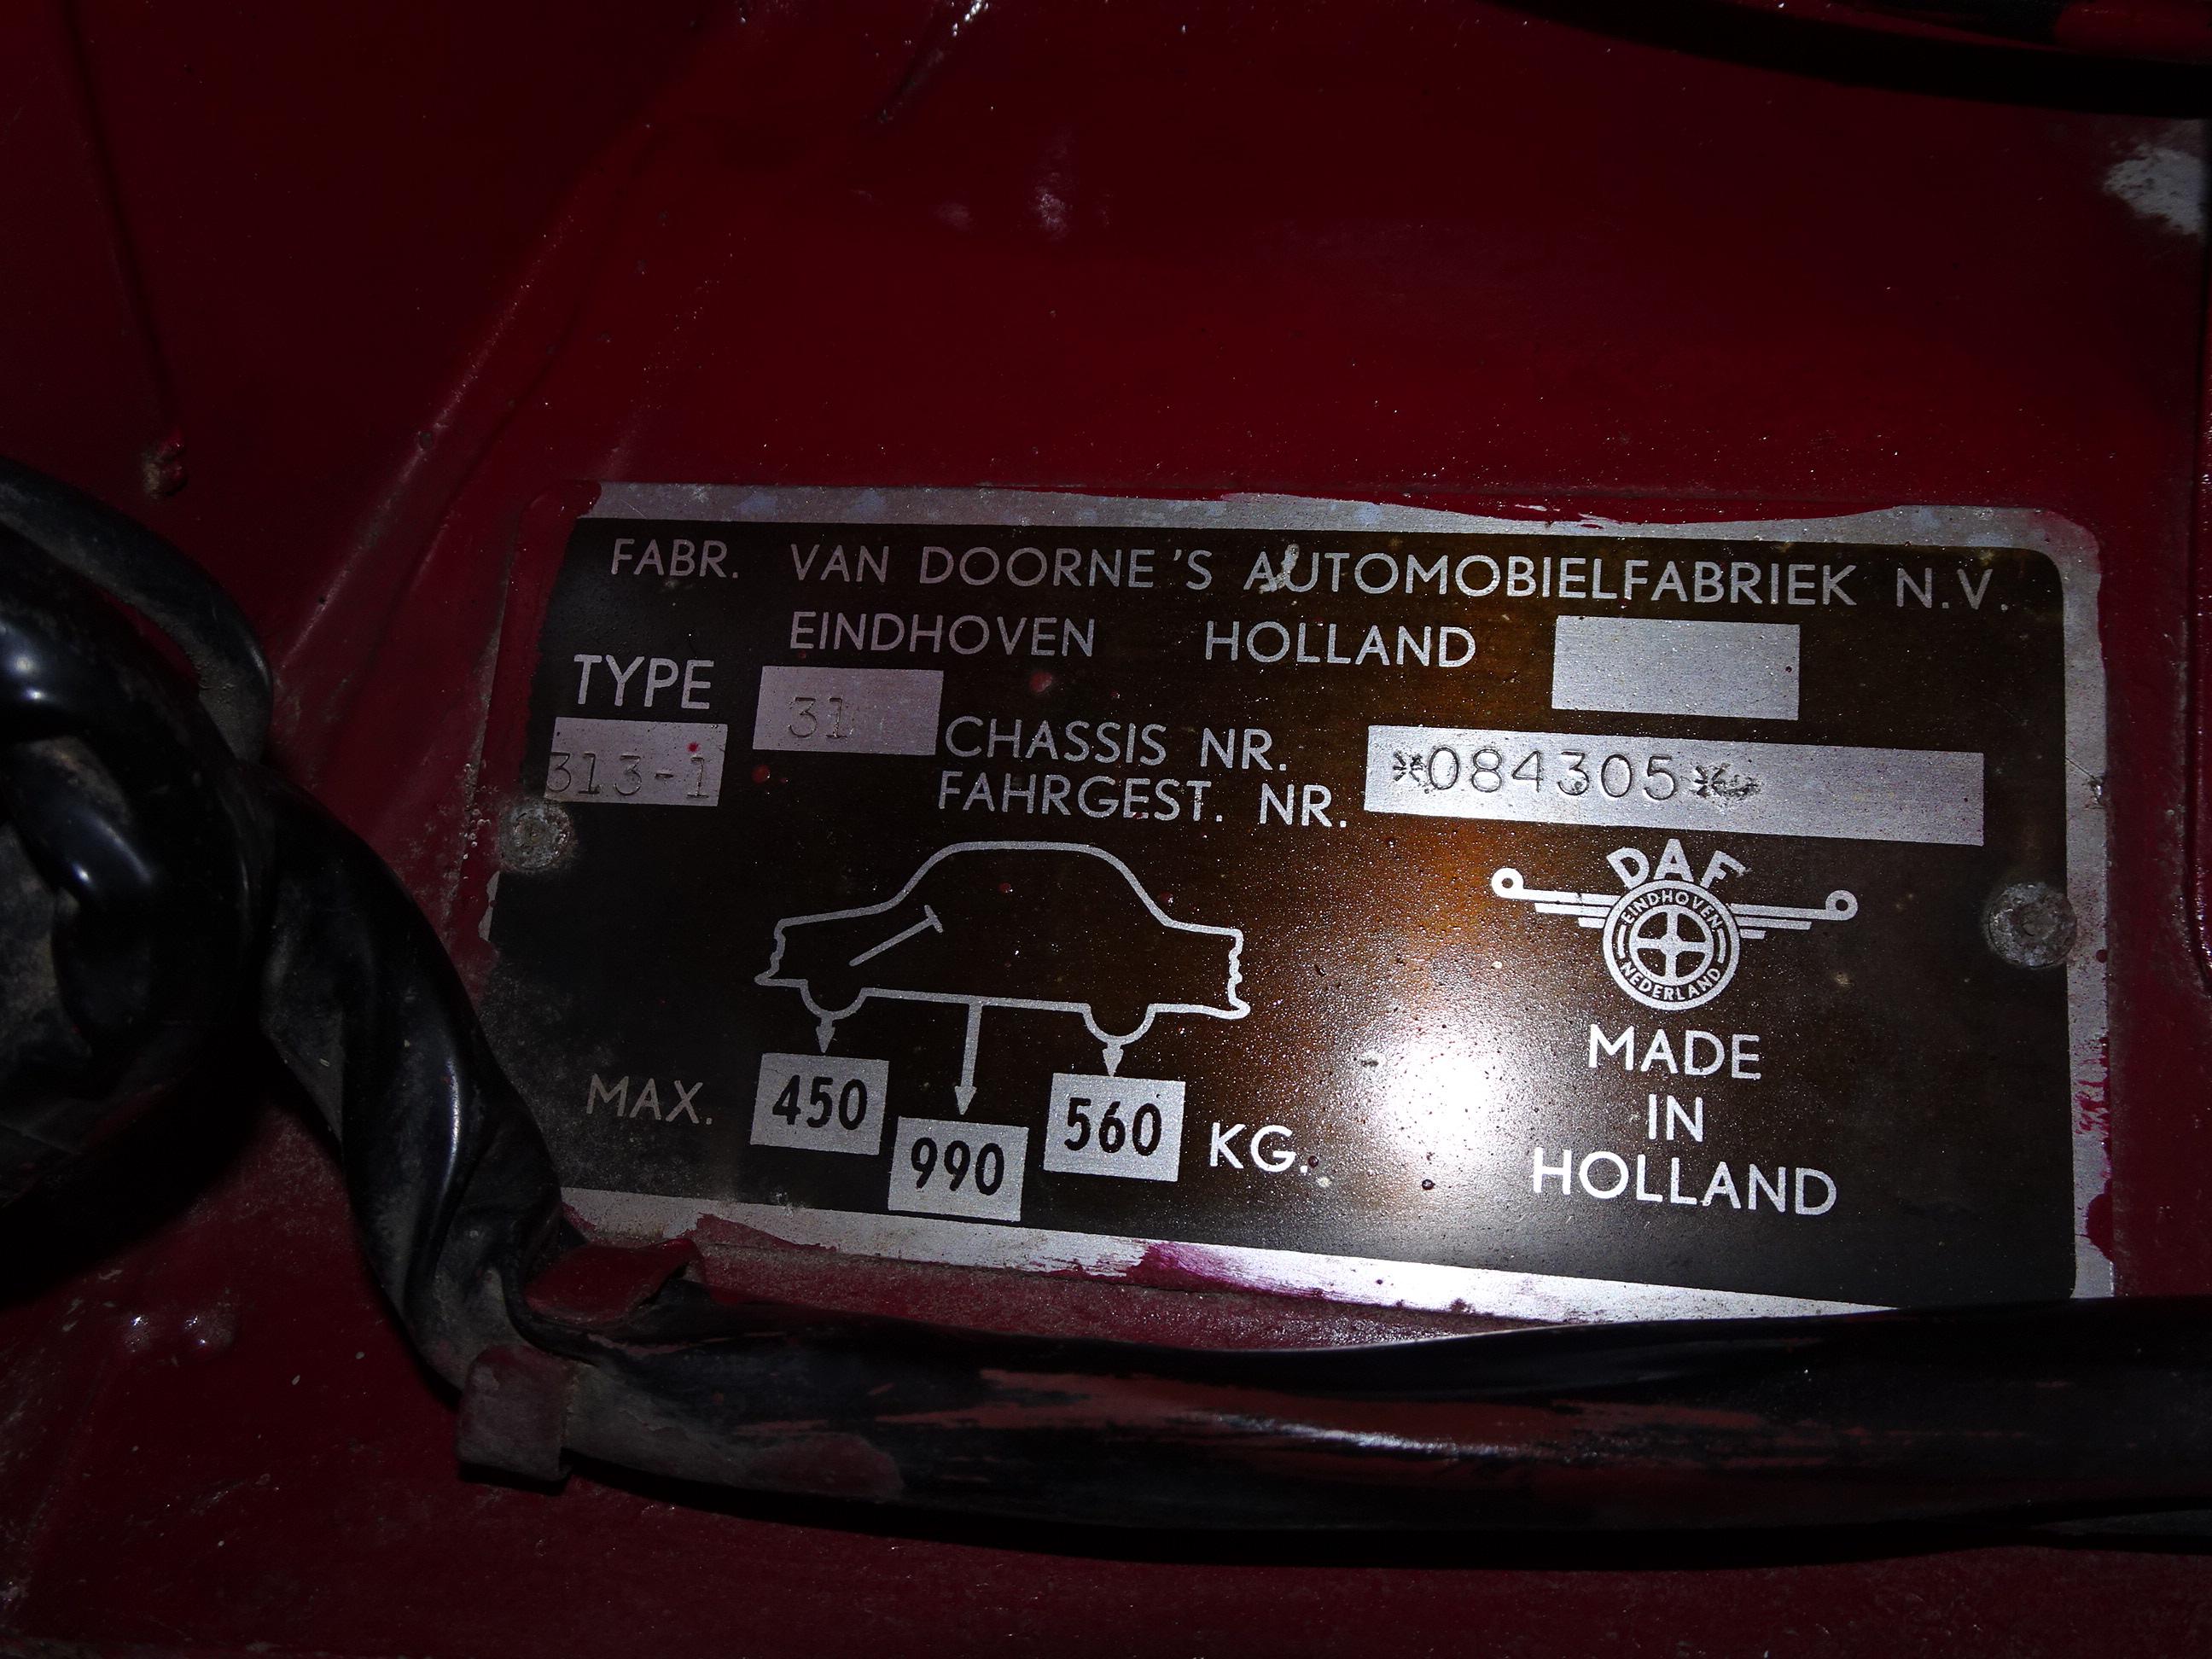 FABR. VAN DOORNE'S AUTOMOBIELFABRIEK N.V.
EINDHOVEN HOLLAND
TYPE 31
313-1
CHASSIS NR.
FAHRGEST. NR.
*084305*
DAF
EINDHOVEN
NEDERLAND
MADE
IN
HOLLAND
MAX. 450 990 560 KG.